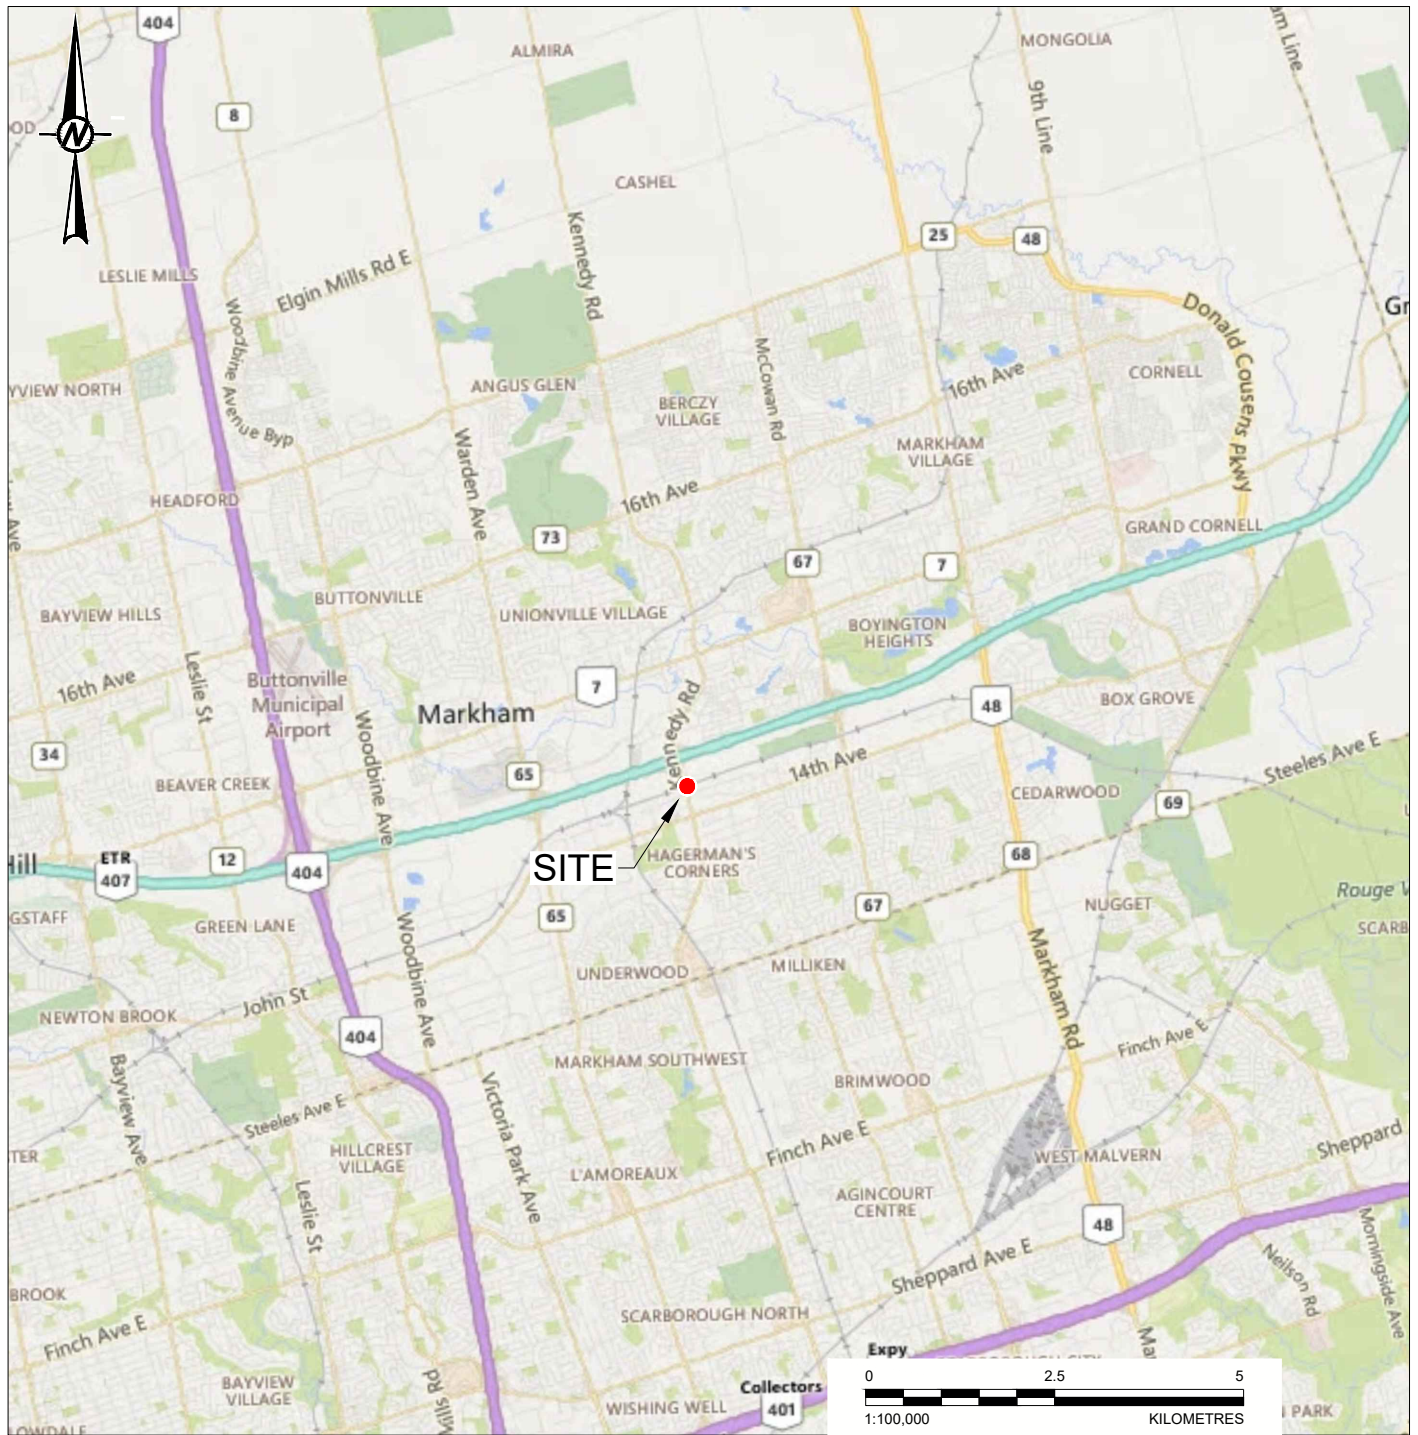 404
ALMIRA
MONGOLIA
8
9th Line
N
CASHEL
Kennedy Rd
25
48
LESLIE MILLS
Elgin Mills Rd E
Woodbine Avenue Byp
Donald Cousens Pkwy
McCowan Rd
YVIEW NORTH
ANGUS GLEN
16th Ave
CORNELL
BERCZY
VILLAGE
Warden Ave
MARKHAM
VILLAGE
HEADFORD
16th Ave
GRAND CORNELL
73
67
7
BAYVIEW HILLS
BUTTONVILLE
UNIONVILLE VILLAGE
BOYINGTON
HEIGHTS
16th Ave
Leslie St
Buttonville
Municipal
Airport
7
Kennedy Rd
48
BOX GROVE
Markham
Woodbine Ave
34
BEAVER CREEK
65
14th Ave
Steeles Ave E
CEDARWOOD
69
SITE
HAGERMAN'S
CORNERS
68
ETR
407
12
404
GREEN LANE
65
67
NUGGET
Woodbine Ave
UNDERWOOD
MILLIKEN
Markham Rd
John St
NEWTON BROOK
404
Finch Ave E
MARKHAM SOUTHWEST
BRIMWOOD
Bayview Ave
Victoria Park Ave
Steeles Ave E
HILLCREST
VILLAGE
Finch Ave E
WEST MALVERN
Sheppard
L'AMOREAUX
AGINCOURT
CENTRE
Leslie St
48
Morningside Ave
Neilson Rd
Sheppard Ave E
BROOK
Finch Ave E
SCARBOROUGH NORTH
Expy
BAYVIEW
VILLAGE
Mills Rd
Collectors
401
WISHING WELL
PARK
0 2.5 5
1:100,000 KILOMETRES